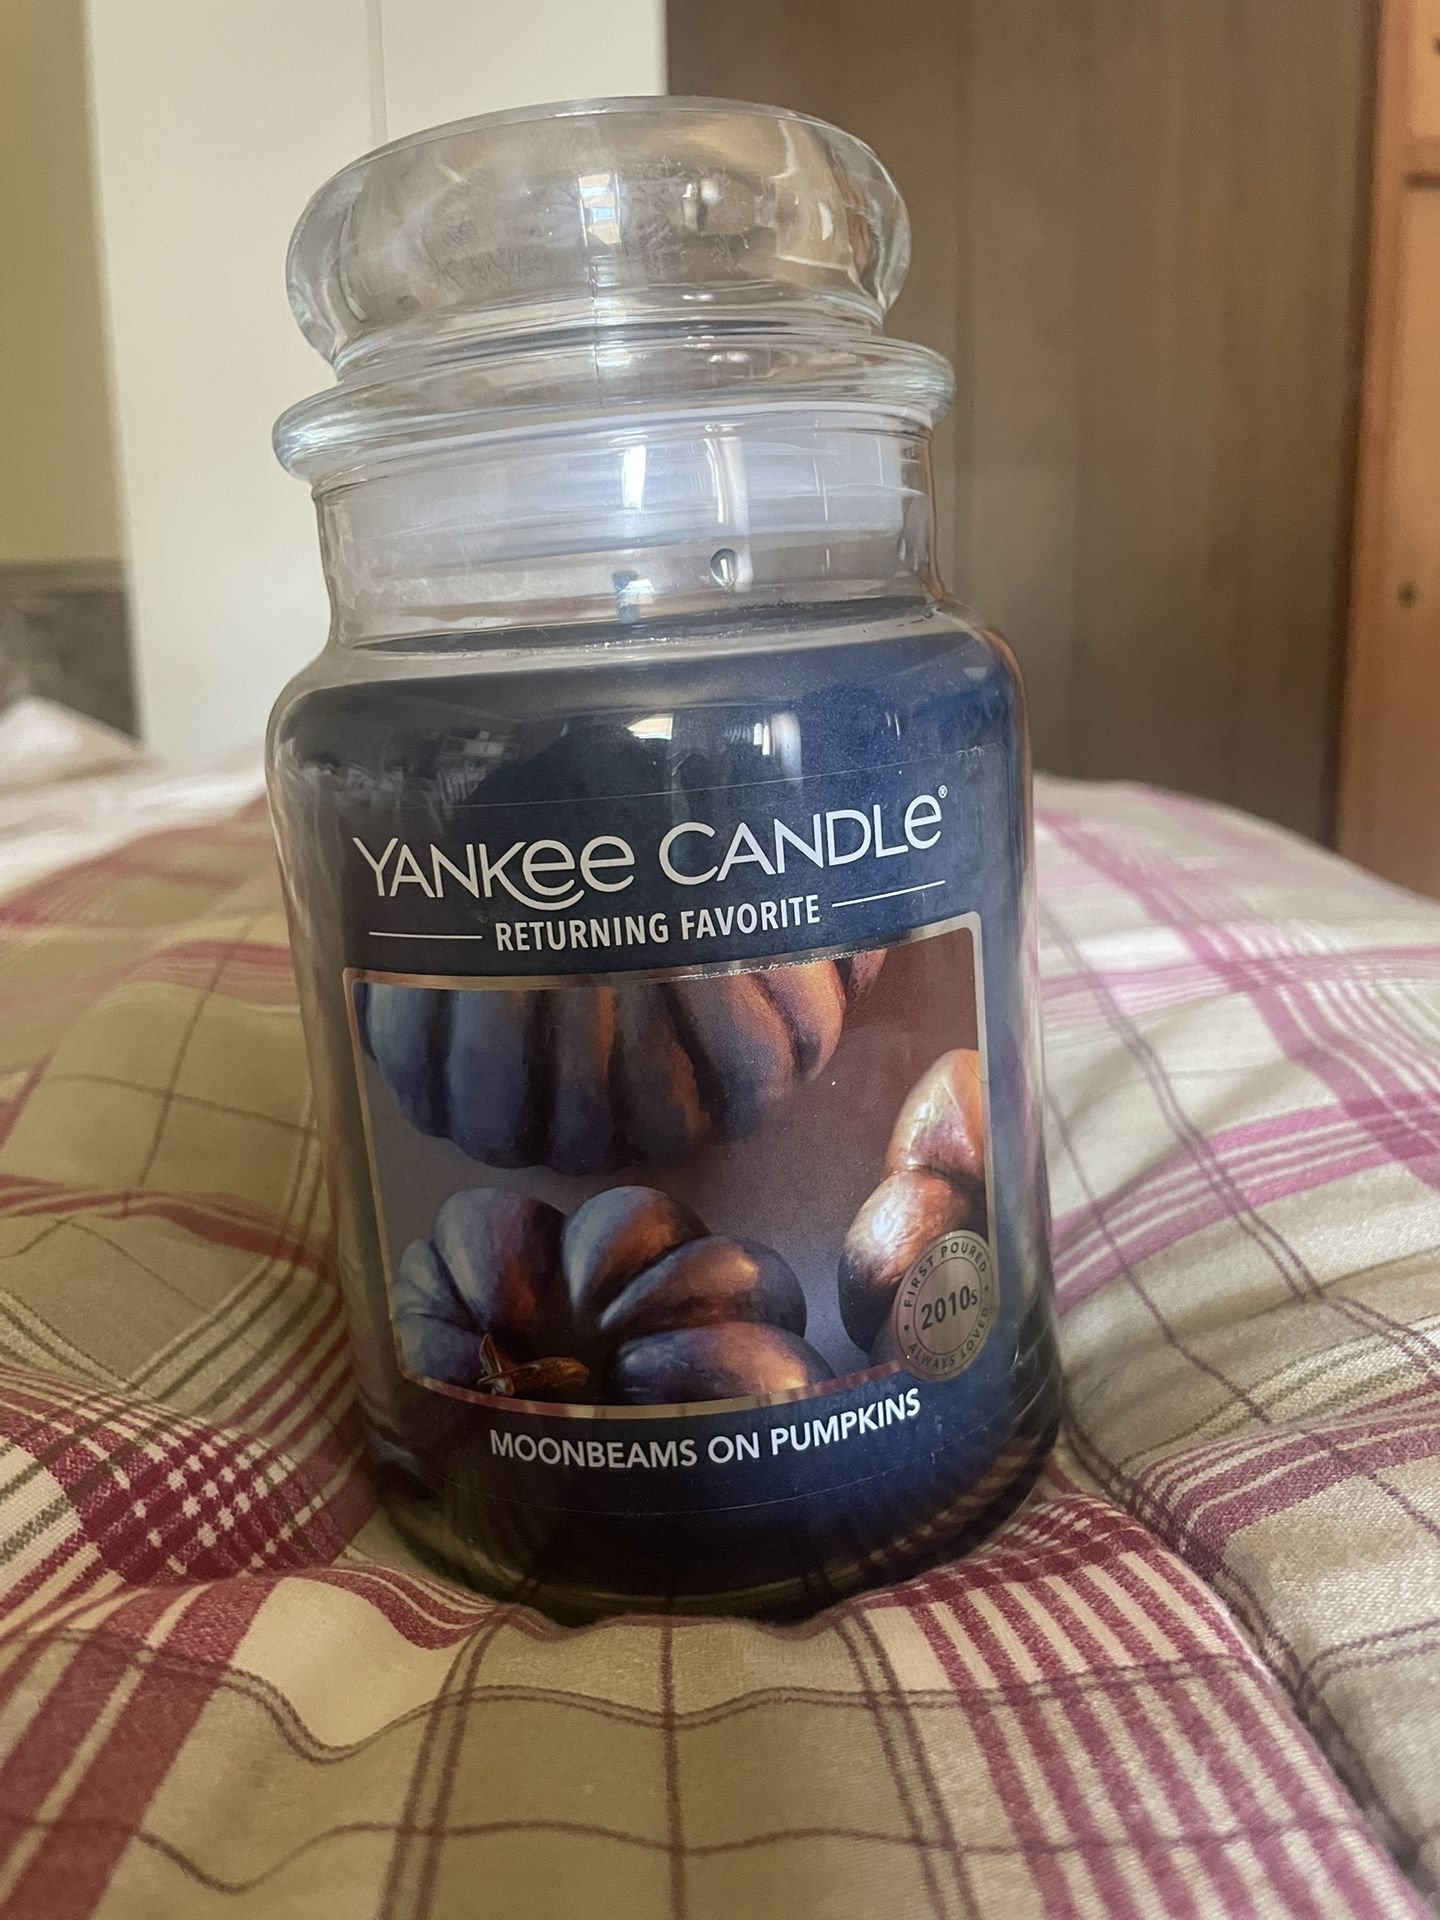 YANKee CANDLe®
RETURNING FAVORITE
FIRST POURED
2010s
ALWAYS LOVED
MOONBEAMS ON PUMPKINS